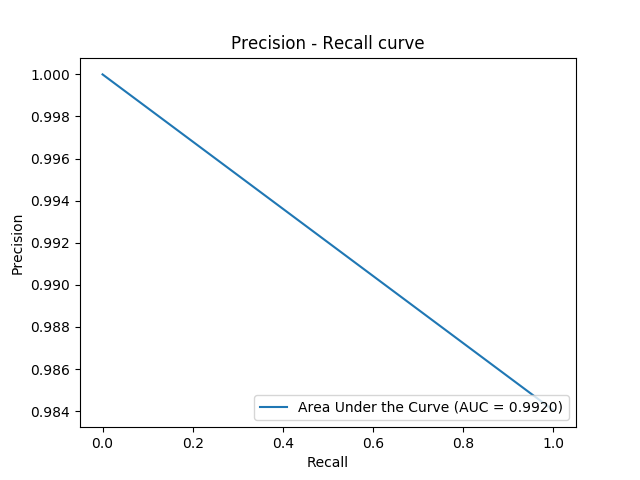 Precision - Recall curve
1.000
0.998
0.996
0.994
0.992
0.990
0.988
0.986
0.984
Precision
Area Under the Curve (AUC = 0.9920)
0.0 0.2 0.4 0.6 0.8 1.0
Recall